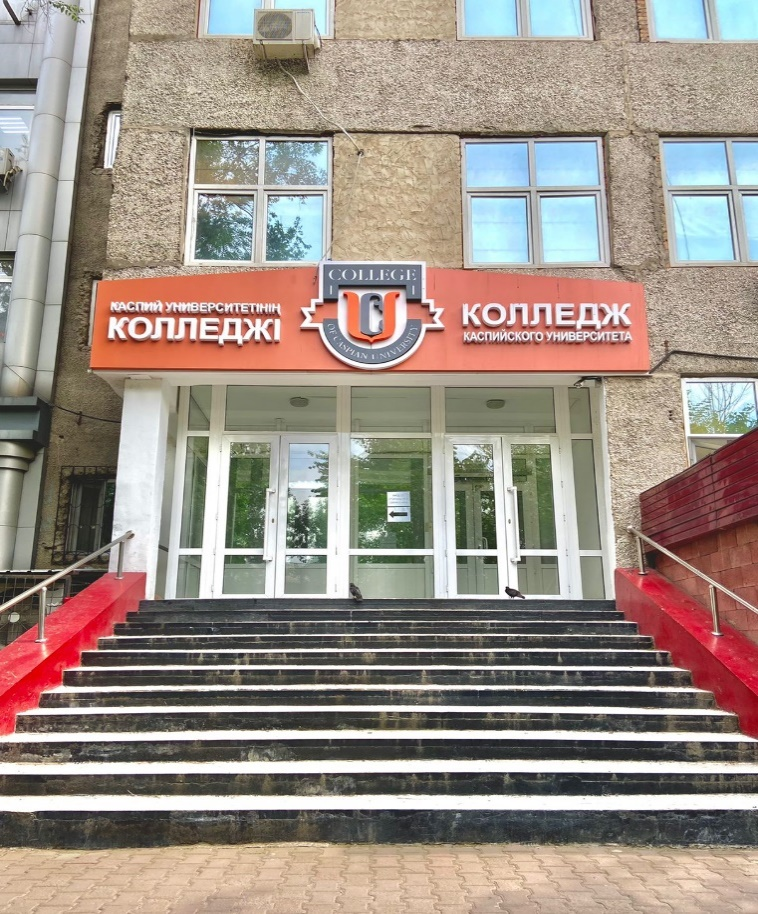 КАСПИЙ УНИВЕРСИТЕТІНІҢ
КОЛЛЕДЖІ
COLLEGE
OF CASPIAN UNIVERSITY
КОЛЛЕДЖ
КАСПИЙСКОГО УНИВЕРСИТЕТА